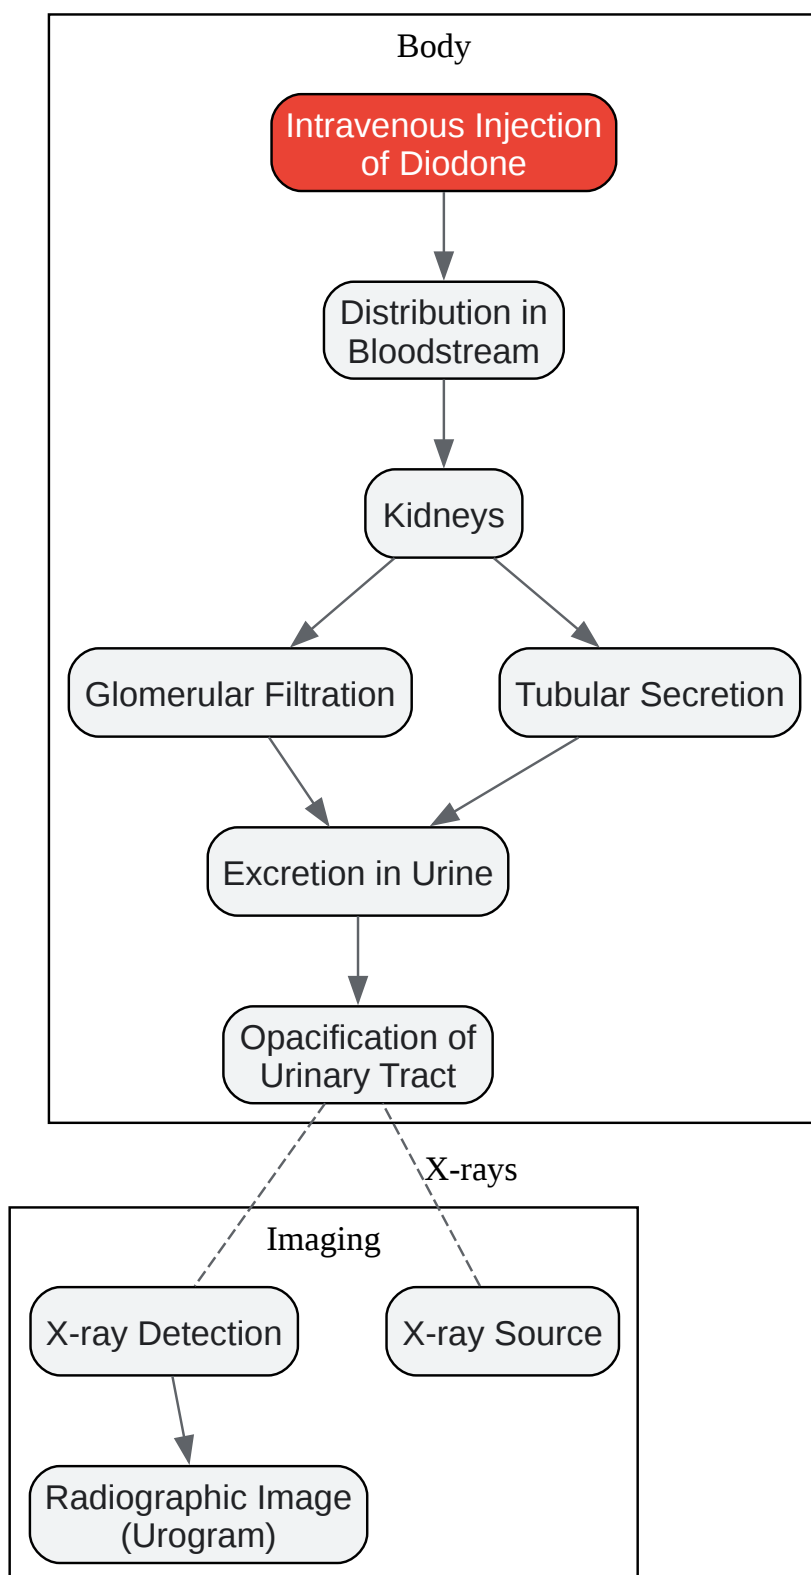 Body
Intravenous Injection
of Diodone
Distribution in
Bloodstream
Kidneys
Glomerular Filtration
Tubular Secretion
Excretion in Urine
Opacification of
Urinary Tract
X-rays
Imaging
X-ray Detection
X-ray Source
Radiographic Image
(Urogram)